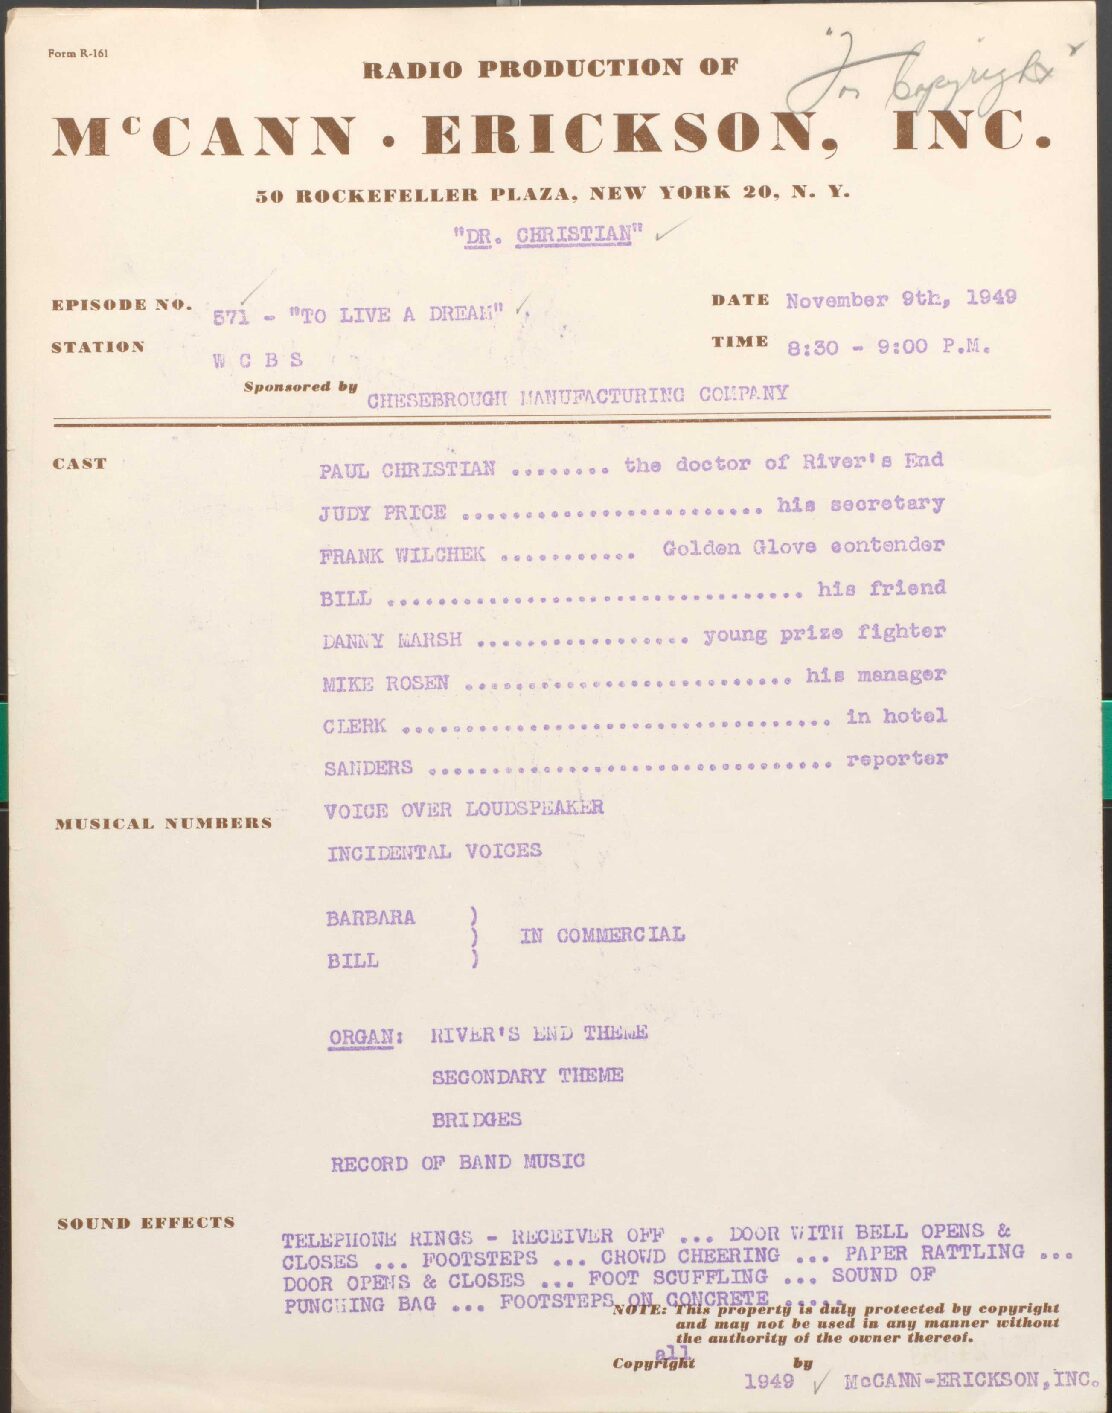 Form R-161
"For Copyright"
RADIO PRODUCTION OF
McCANN · ERICKSON, INC.
50 ROCKEFELLER PLAZA, NEW YORK 20, N. Y.
"DR. CHRISTIAN"
EPISODE NO. 571 - "TO LIVE A DREAM"
DATE November 9th, 1949
STATION W C B S
TIME 8:30 - 9:00 P.M.
Sponsored by CHESEBROUGH MANUFACTURING COMPANY
CAST
PAUL CHRISTIAN ........ the doctor of River's End
JUDY PRICE ........................ his secretary
FRANK WILCHEK ........... Golden Glove contender
BILL ................................. his friend
DANNY MARSH ................. young prize fighter
MIKE ROSEN .......................... his manager
CLERK .................................. in hotel
SANDERS ................................ reporter
VOICE OVER LOUDSPEAKER
MUSICAL NUMBERS
INCIDENTAL VOICES
BARBARA )
) IN COMMERCIAL
BILL )
ORGAN: RIVER'S END THEME
SECONDARY THEME
BRIDGES
RECORD OF BAND MUSIC
SOUND EFFECTS
TELEPHONE RINGS - RECEIVER OFF ... DOOR WITH BELL OPENS &
CLOSES ... FOOTSTEPS ... CROWD CHEERING ... PAPER RATTLING ...
DOOR OPENS & CLOSES ... FOOT SCUFFLING ... SOUND OF
PUNCHING BAG ... FOOTSTEPS ON CONCRETE .....
NOTE: This property is duly protected by copyright
and may not be used in any manner without
the authority of the owner thereof.
all
Copyright by
1949 McCANN-ERICKSON, INC.